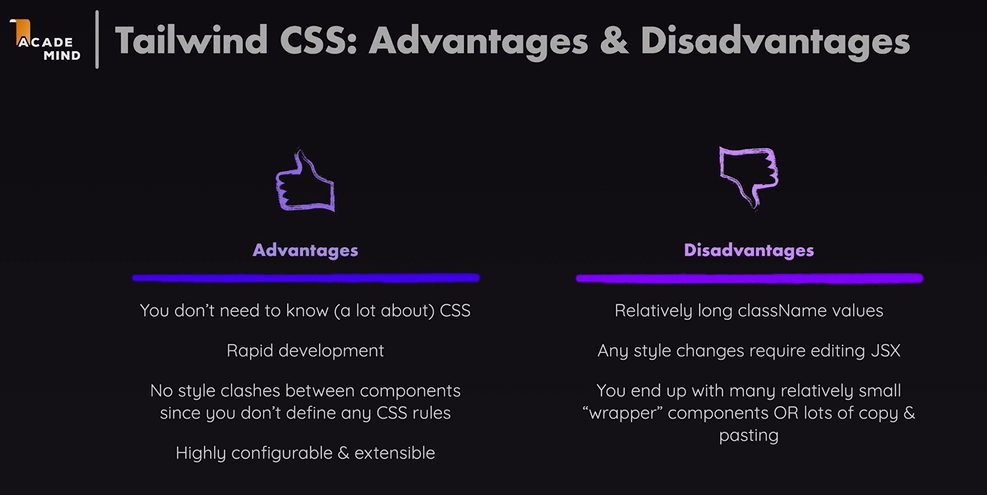 ACADE
MIND
Tailwind CSS: Advantages & Disadvantages
Advantages
You don’t need to know (a lot about) CSS
Rapid development
No style clashes between components
since you don’t define any CSS rules
Highly configurable & extensible
Disadvantages
Relatively long className values
Any style changes require editing JSX
You end up with many relatively small
“wrapper” components OR lots of copy &
pasting